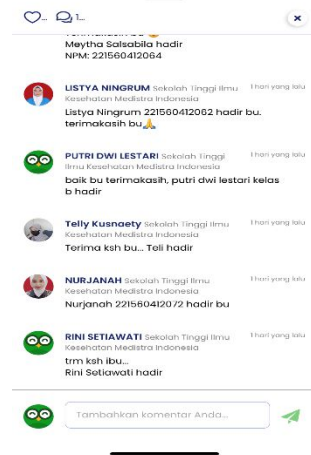 1...
Meytha Salsabila hadir
NPM: 221560412064
LISTYA NINGRUM Sekolah Tinggi Ilmu 1 hari yang lalu
Kesehatan Medistra Indonesia
Listya Ningrum 221560412062 hadir bu.
terimakasih bu🙏
PUTRI DWI LESTARI Sekolah Tinggi 1 hari yang lalu
Ilmu Kesehatan Medistra Indonesia
baik bu terimakasih, putri dwi lestari kelas
b hadir
Telly Kusnaety Sekolah Tinggi Ilmu 1 hari yang lalu
Kesehatan Medistra Indonesia
Terima ksh bu... Teli hadir
NURJANAH Sekolah Tinggi Ilmu 1 hari yang lalu
Kesehatan Medistra Indonesia
Nurjanah 221560412072 hadir bu
RINI SETIAWATI Sekolah Tinggi Ilmu 1 hari yang lalu
Kesehatan Medistra Indonesia
trm ksh ibu...
Rini Setiawati hadir
Tambahkan komentar Anda...